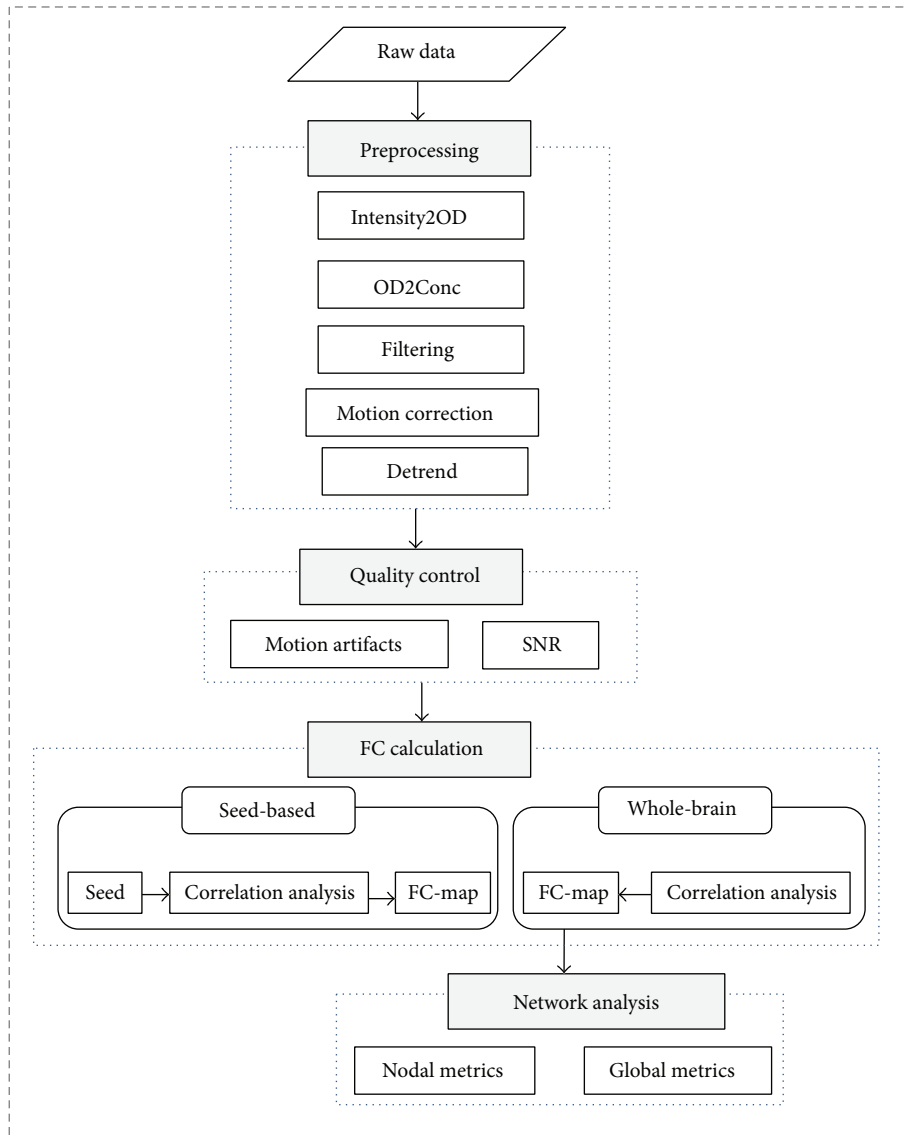 Raw data
Preprocessing
Intensity2OD
OD2Conc
Filtering
Motion correction
Detrend
Quality control
Motion artifacts
SNR
FC calculation
Seed-based
Seed
Correlation analysis
FC-map
Whole-brain
FC-map
Correlation analysis
Network analysis
Nodal metrics
Global metrics